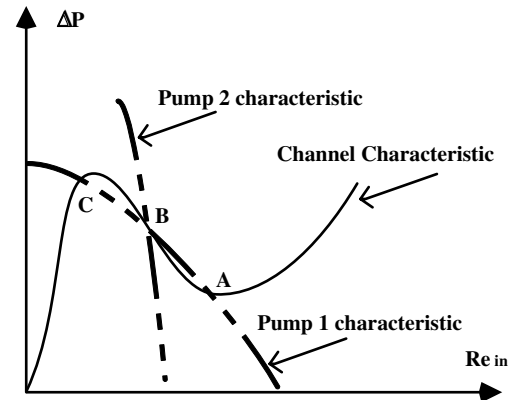 ΔP
Pump 2 characteristic
Channel Characteristic
C
B
A
Pump 1 characteristic
Re in